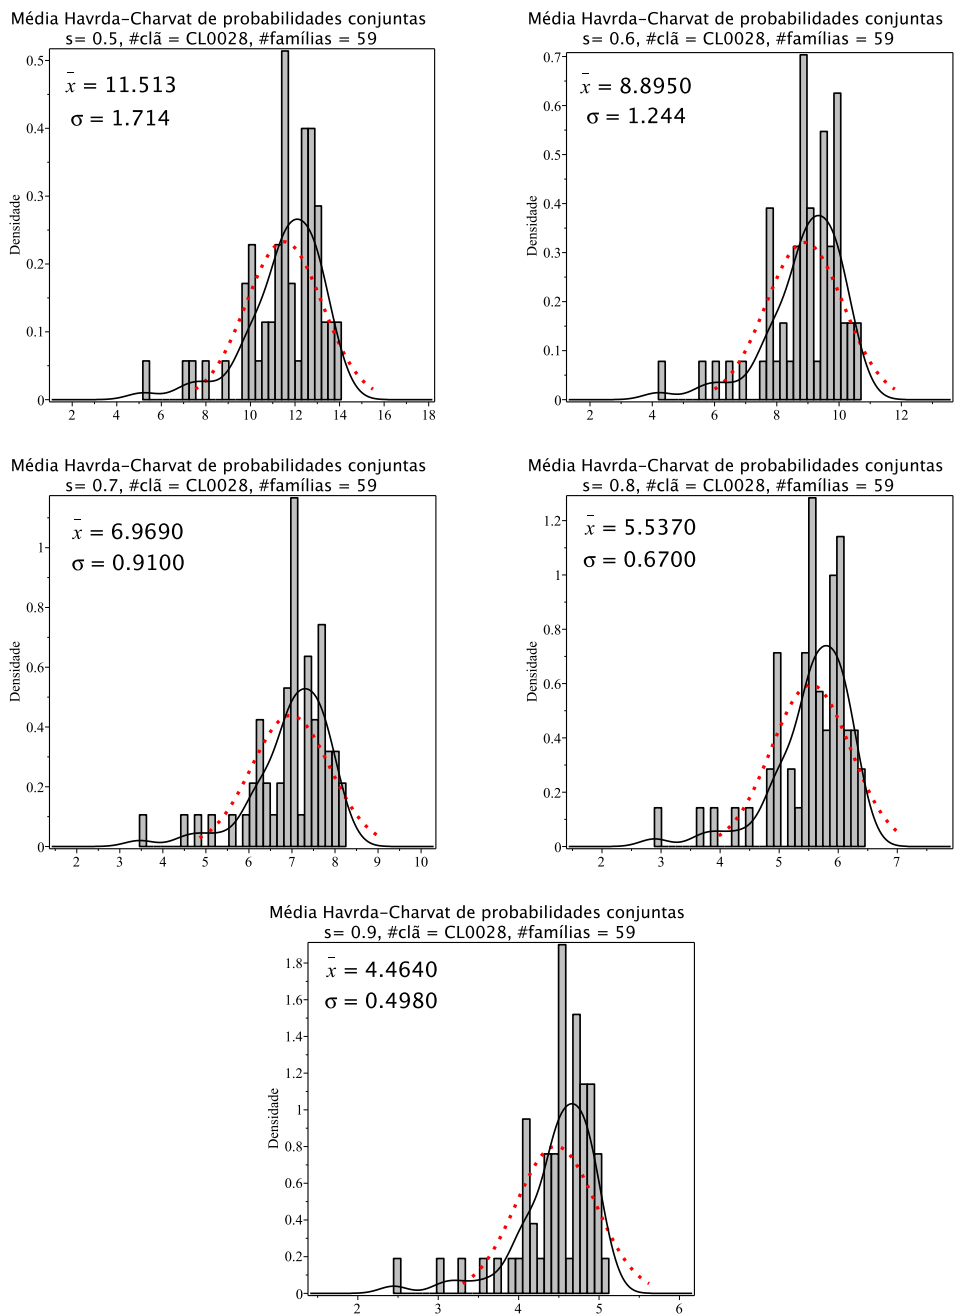 Média Havrda-Charvat de probabilidades conjuntas
s= 0.5, #clã = CL0028, #famílias = 59
x̄ = 11.513
σ = 1.714
Densidade
0.5
0.4
0.3
0.2
0.1
0
2 4 6 8 10 12 14 16 18
Média Havrda-Charvat de probabilidades conjuntas
s= 0.6, #clã = CL0028, #famílias = 59
x̄ = 8.8950
σ = 1.244
Densidade
0.7
0.6
0.5
0.4
0.3
0.2
0.1
0
2 4 6 8 10 12
Média Havrda-Charvat de probabilidades conjuntas
s= 0.7, #clã = CL0028, #famílias = 59
x̄ = 6.9690
σ = 0.9100
Densidade
1
0.8
0.6
0.4
0.2
0
2 3 4 5 6 7 8 9 10
Média Havrda-Charvat de probabilidades conjuntas
s= 0.8, #clã = CL0028, #famílias = 59
x̄ = 5.5370
σ = 0.6700
Densidade
1.2
1
0.8
0.6
0.4
0.2
0
2 3 4 5 6 7
Média Havrda-Charvat de probabilidades conjuntas
s= 0.9, #clã = CL0028, #famílias = 59
x̄ = 4.4640
σ = 0.4980
Densidade
1.8
1.6
1.4
1.2
1
0.8
0.6
0.4
0.2
0
2 3 4 5 6